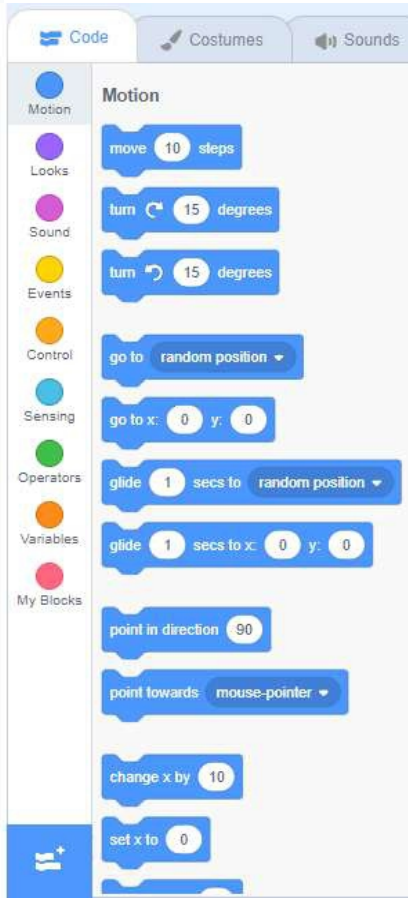 Code Costumes Sounds
Motion
Looks
Sound
Events
Control
Sensing
Operators
Variables
My Blocks
Motion
move 10 steps
turn 15 degrees
turn 15 degrees
go to random position
go to x: 0 y: 0
glide 1 secs to random position
glide 1 secs to x: 0 y: 0
point in direction 90
point towards mouse-pointer
change x by 10
set x to 0